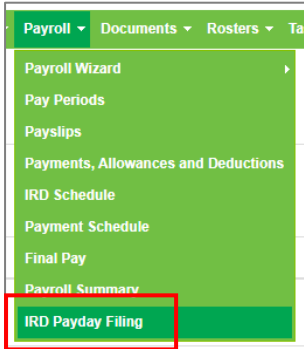 Payroll Documents Rosters Ta
Payroll Wizard
Pay Periods
Payslips
Payments, Allowances and Deductions
IRD Schedule
Payment Schedule
Final Pay
Payroll Summary
IRD Payday Filing